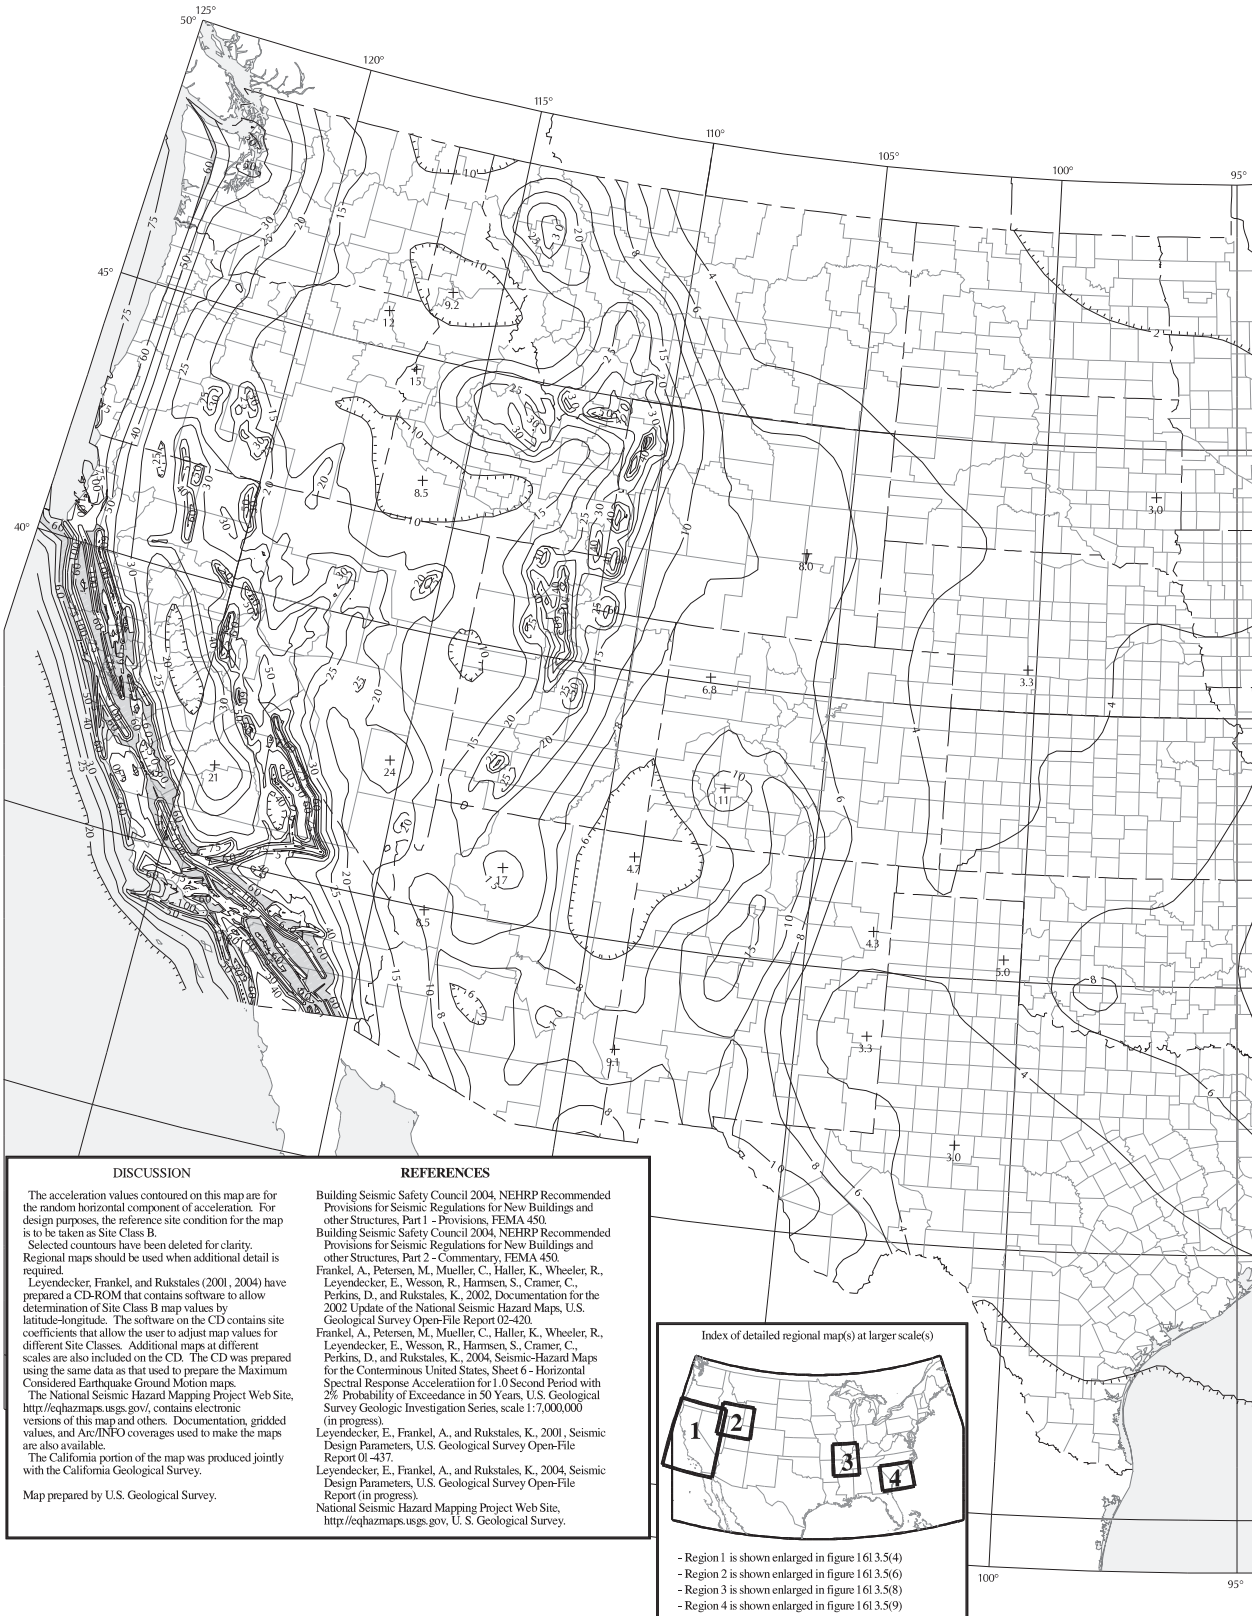 125°
50°
120°
115°
110°
105°
100°
95°
45°
40°
9.2
12
15
8.5
3.0
8.0
3.3
6.8
21
24
11
17
4.7
8.5
4.3
5.0
3.3
9.1
3.0
DISCUSSION
The acceleration values contoured on this map are for
the random horizontal component of acceleration. For
design purposes, the reference site condition for the map
is to be taken as Site Class B.
Selected countours have been deleted for clarity.
Regional maps should be used when additional detail is
required.
Leyendecker, Frankel, and Rukstales (2001, 2004) have
prepared a CD-ROM that contains software to allow
determination of Site Class B map values by
latitude-longitude. The software on the CD contains site
coefficients that allow the user to adjust map values for
different Site Classes. Additional maps at different
scales are also included on the CD. The CD was prepared
using the same data as that used to prepare the Maximum
Considered Earthquake Ground Motion maps.
The National Seismic Hazard Mapping Project Web Site,
http://eqhazmaps.usgs.gov/, contains electronic
versions of this map and others. Documentation, gridded
values, and Arc/INFO coverages used to make the maps
are also available.
The California portion of the map was produced jointly
with the California Geological Survey.
Map prepared by U.S. Geological Survey.
REFERENCES
Building Seismic Safety Council 2004, NEHRP Recommended
Provisions for Seismic Regulations for New Buildings and
other Structures, Part 1 - Provisions, FEMA 450.
Building Seismic Safety Council 2004, NEHRP Recommended
Provisions for Seismic Regulations for New Buildings and
other Structures, Part 2 - Commentary, FEMA 450.
Frankel, A., Petersen, M., Mueller, C., Haller, K., Wheeler, R.,
Leyendecker, E., Wesson, R., Harmsen, S., Cramer, C.,
Perkins, D., and Rukstales, K., 2002, Documentation for the
2002 Update of the National Seismic Hazard Maps, U.S.
Geological Survey Open-File Report 02-420.
Frankel, A., Petersen, M., Mueller, C., Haller, K., Wheeler, R.,
Leyendecker, E., Wesson, R., Harmsen, S., Cramer, C.,
Perkins, D., and Rukstales, K., 2004, Seismic-Hazard Maps
for the Conterminous United States, Sheet 6 - Horizontal
Spectral Response Acceleratiion for 1.0 Second Period with
2% Probability of Exceedance in 50 Years, U.S. Geological
Survey Geologic Investigation Series, scale 1:7,000,000
(in progress).
Leyendecker, E., Frankel, A., and Rukstales, K., 2001, Seismic
Design Parameters, U.S. Geological Survey Open-File
Report 01-437.
Leyendecker, E., Frankel, A., and Rukstales, K., 2004, Seismic
Design Parameters, U.S. Geological Survey Open-File
Report (in progress).
National Seismic Hazard Mapping Project Web Site,
http://eqhazmaps.usgs.gov, U. S. Geological Survey.
Index of detailed regional map(s) at larger scale(s)
1
2
3
4
- Region 1 is shown enlarged in figure 1613.5(4)
- Region 2 is shown enlarged in figure 1613.5(6)
- Region 3 is shown enlarged in figure 1613.5(8)
- Region 4 is shown enlarged in figure 1613.5(9)
100°
95°